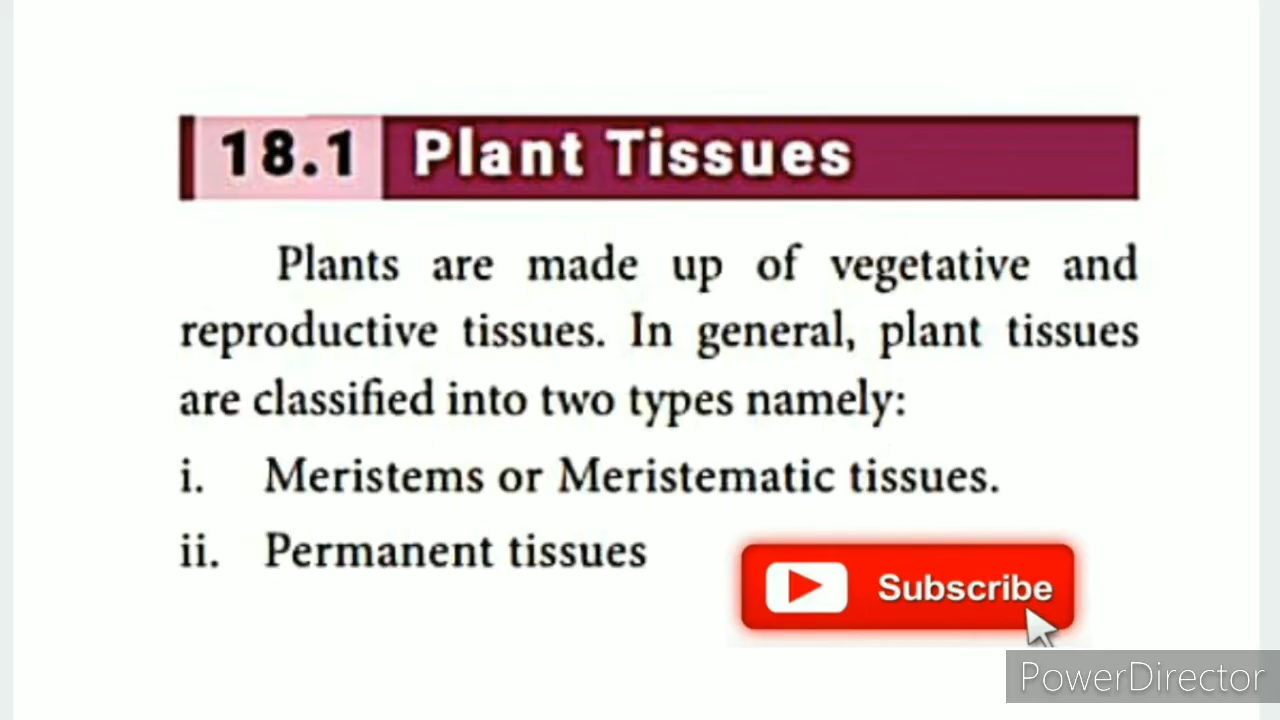 18.1 Plant Tissues
Plants are made up of vegetative and
reproductive tissues. In general, plant tissues
are classified into two types namely:
i. Meristems or Meristematic tissues.
ii. Permanent tissues
Subscribe
PowerDirector